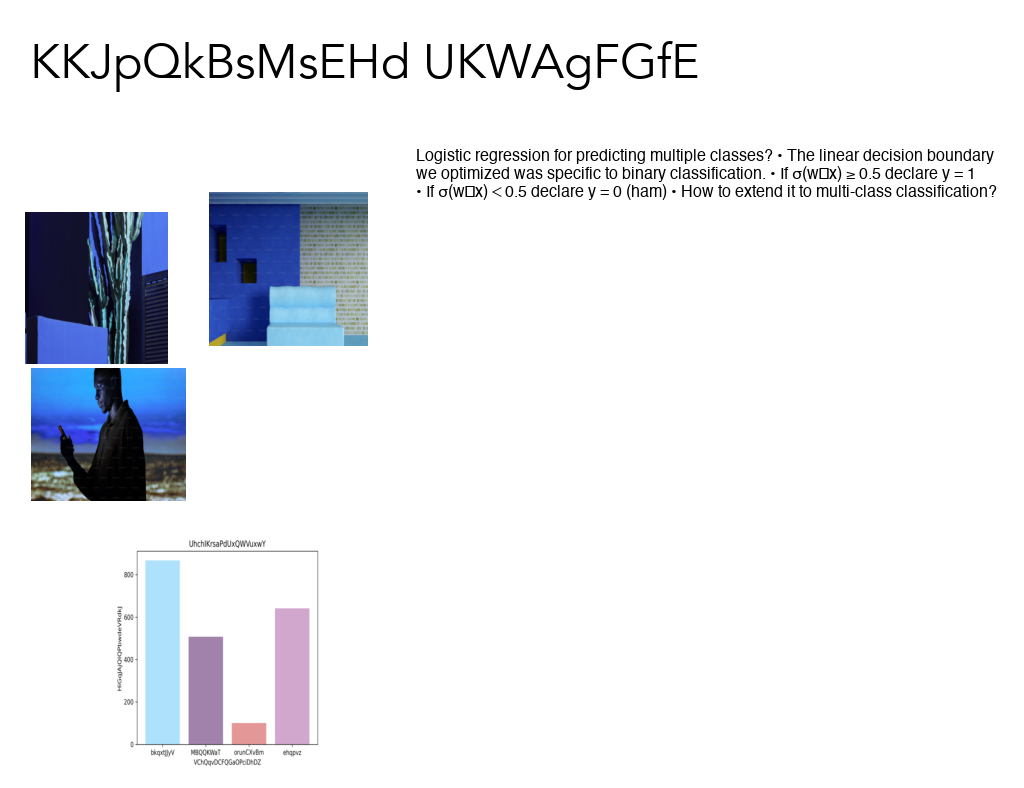 KKJpQkBsMsEHd UKWAgFGfE
Logistic regression for predicting multiple classes? • The linear decision boundary
we optimized was specific to binary classification. • If σ(w□x) ≥ 0.5 declare y = 1
• If σ(w□x) < 0.5 declare y = 0 (ham) • How to extend it to multi-class classification?
UhchIKrsaPdUxQWVuxwY
800
600
400
200
0
bkqxtJJyV MBQQKWaT orunCXvBm ehqpvz
VChQqvDCFQGaOPciDhDZ